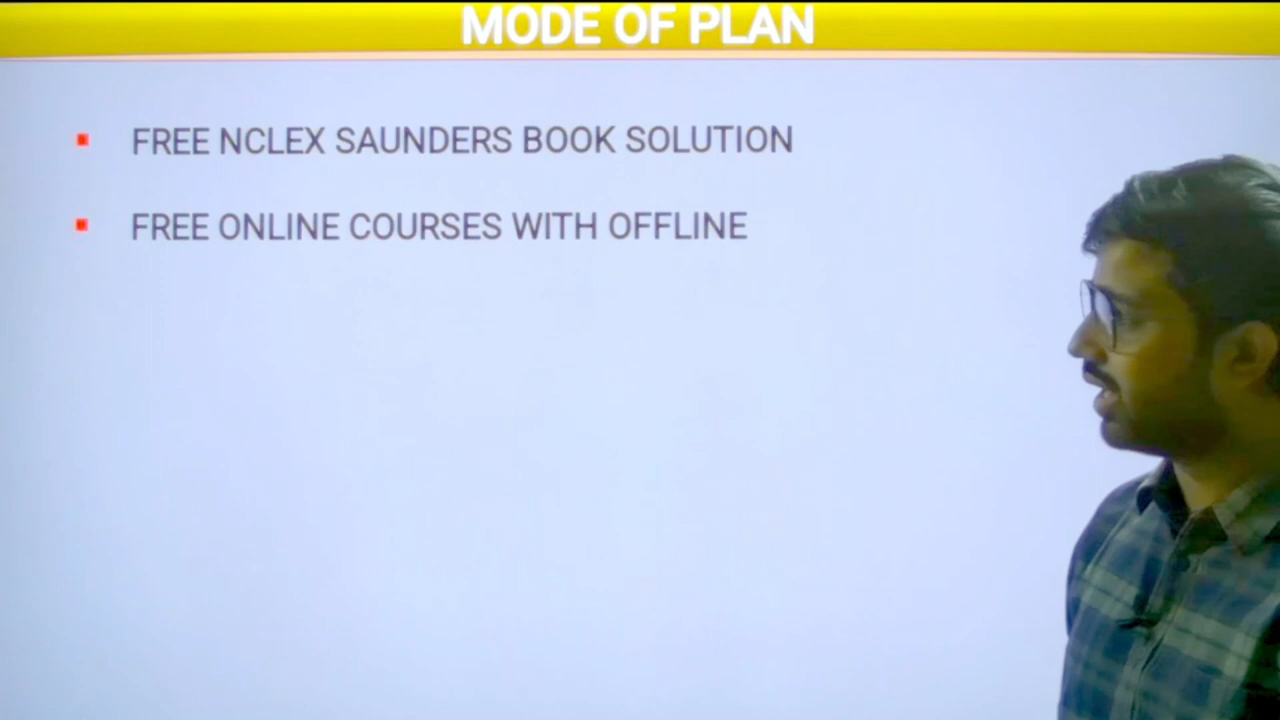 MODE OF PLAN
FREE NCLEX SAUNDERS BOOK SOLUTION
FREE ONLINE COURSES WITH OFFLINE